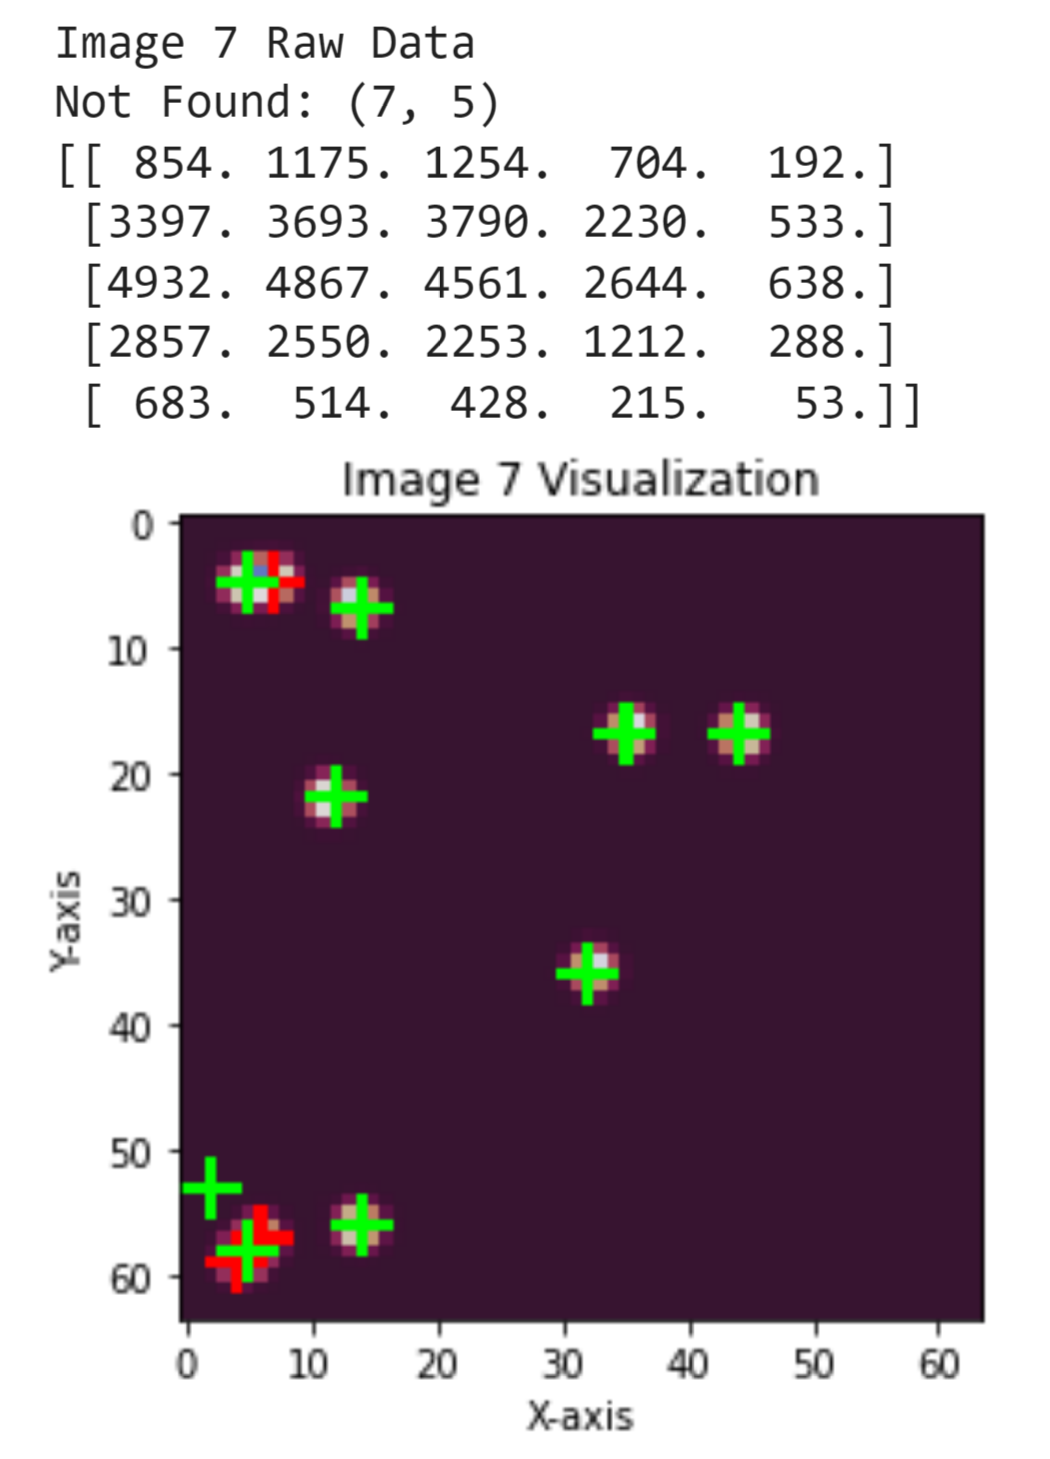 Image 7 Raw Data
Not Found: (7, 5)
[[ 854. 1175. 1254.  704.  192.]
 [3397. 3693. 3790. 2230.  533.]
 [4932. 4867. 4561. 2644.  638.]
 [2857. 2550. 2253. 1212.  288.]
 [ 683.  514.  428.  215.   53.]]
Image 7 Visualization
0
10
20
30
40
50
60
Y-axis
0 10 20 30 40 50 60
X-axis